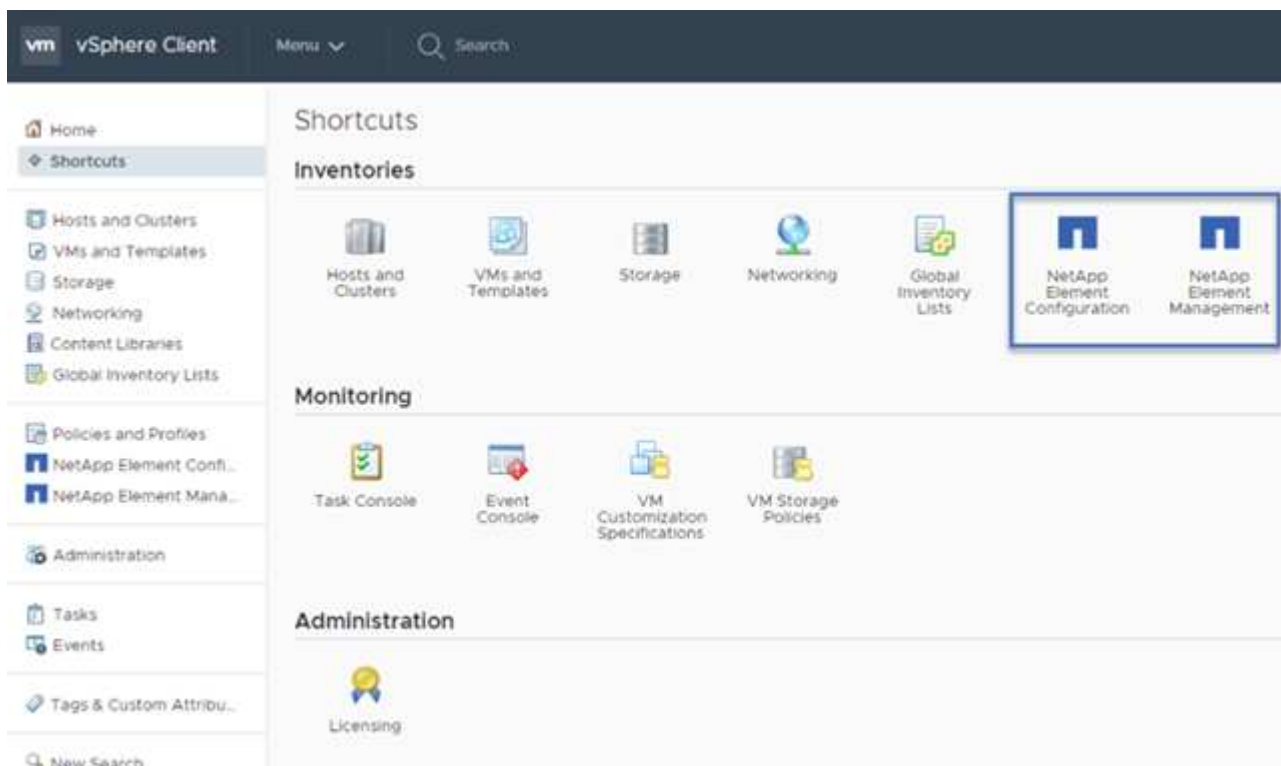 vm vSphere Client Menu Search
Home
Shortcuts
Hosts and Clusters
VMs and Templates
Storage
Networking
Content Libraries
Global Inventory Lists
Policies and Profiles
NetApp Element Confi...
NetApp Element Mana...
Administration
Tasks
Events
Tags & Custom Attribu...
New Search
Shortcuts
Inventories
Hosts and
Clusters
VMs and
Templates
Storage
Networking
Global
Inventory
Lists
NetApp
Element
Configuration
NetApp
Element
Management
Monitoring
Task Console
Event
Console
VM
Customization
Specifications
VM Storage
Policies
Administration
Licensing